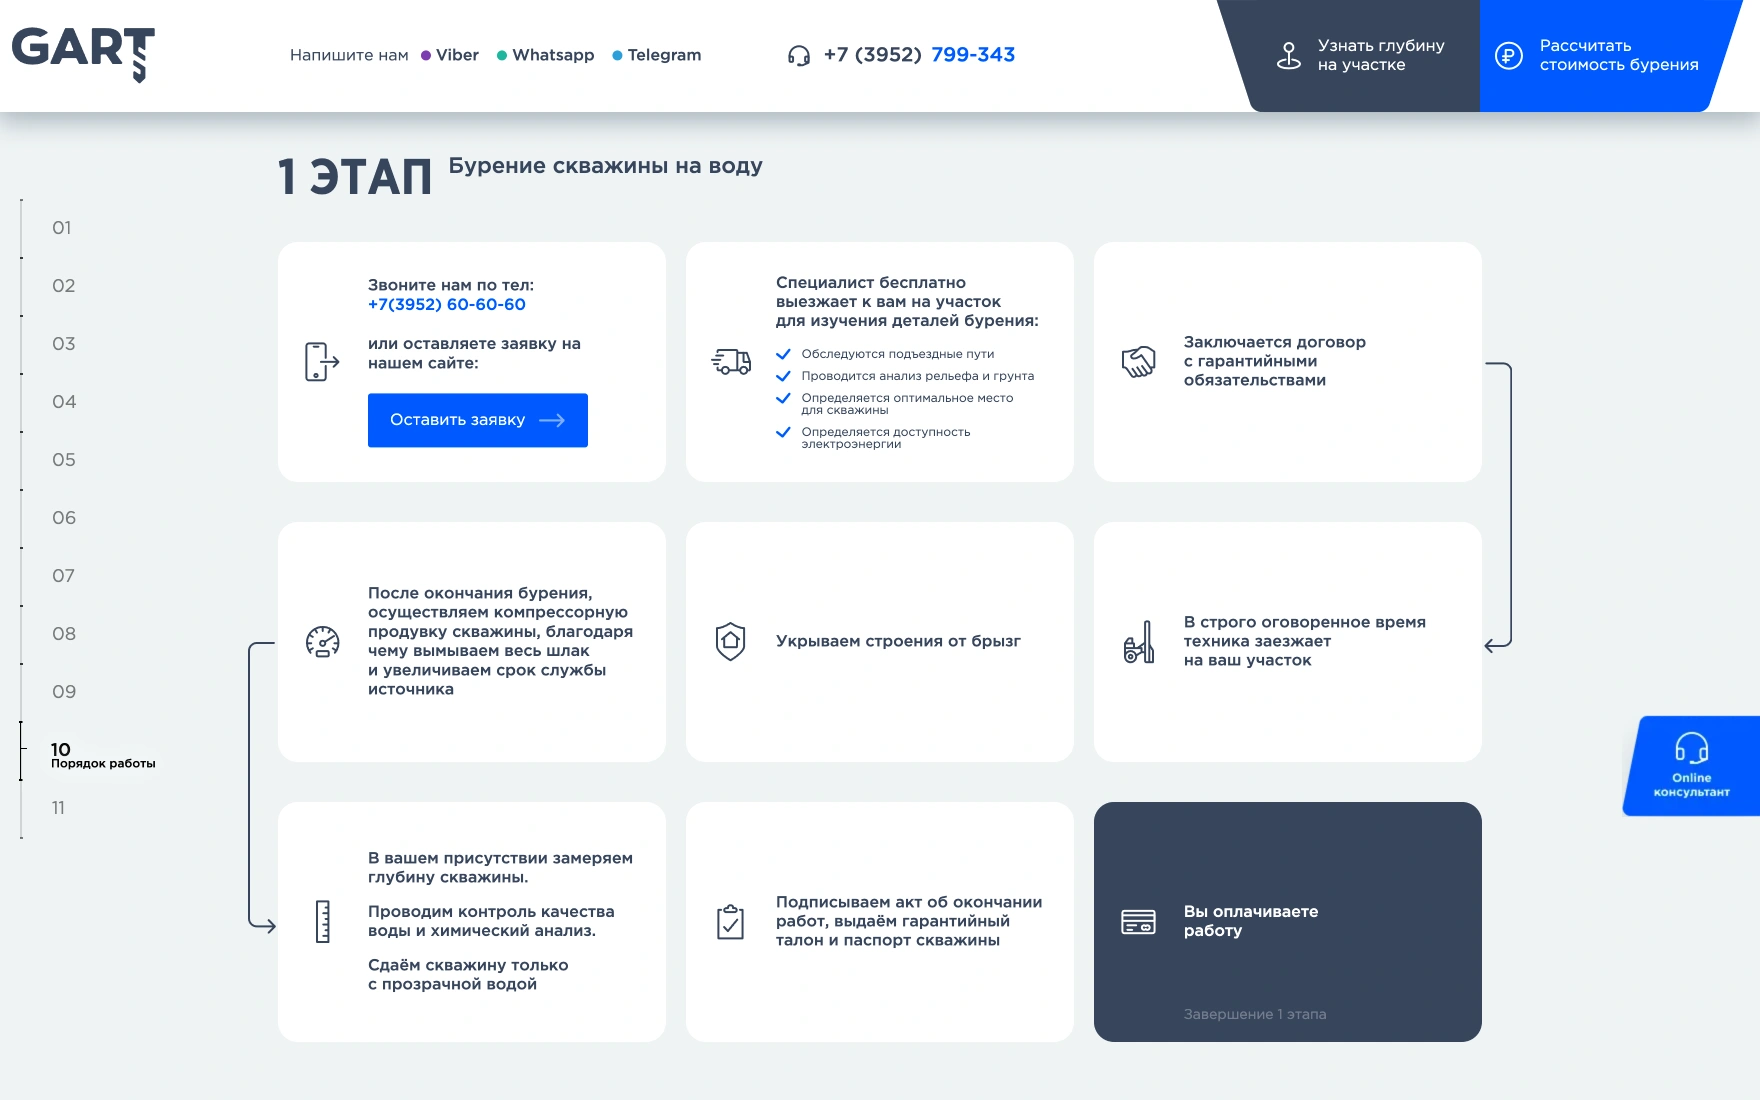 GART
Напишите нам Viber Whatsapp Telegram
+7 (3952) 799-343
Узнать глубину
на участке
Рассчитать
стоимость бурения
1 ЭТАП Бурение скважины на воду
01
02
03
04
05
06
07
08
09
10
Порядок работы
11
Звоните нам по тел:
+7(3952) 60-60-60
или оставляете заявку на
нашем сайте:
Оставить заявку
Специалист бесплатно
выезжает к вам на участок
для изучения деталей бурения:
Обследуются подъездные пути
Проводится анализ рельефа и грунта
Определяется оптимальное место
для скважины
Определяется доступность
электроэнергии
Заключается договор
с гарантийными
обязательствами
После окончания бурения,
осуществляем компрессорную
продувку скважины, благодаря
чему вымываем весь шлак
и увеличиваем срок службы
источника
Укрываем строения от брызг
В строго оговоренное время
техника заезжает
на ваш участок
В вашем присутствии замеряем
глубину скважины.
Проводим контроль качества
воды и химический анализ.
Сдаём скважину только
с прозрачной водой
Подписываем акт об окончании
работ, выдаём гарантийный
талон и паспорт скважины
Вы оплачиваете
работу
Завершение 1 этапа
Online
консультант